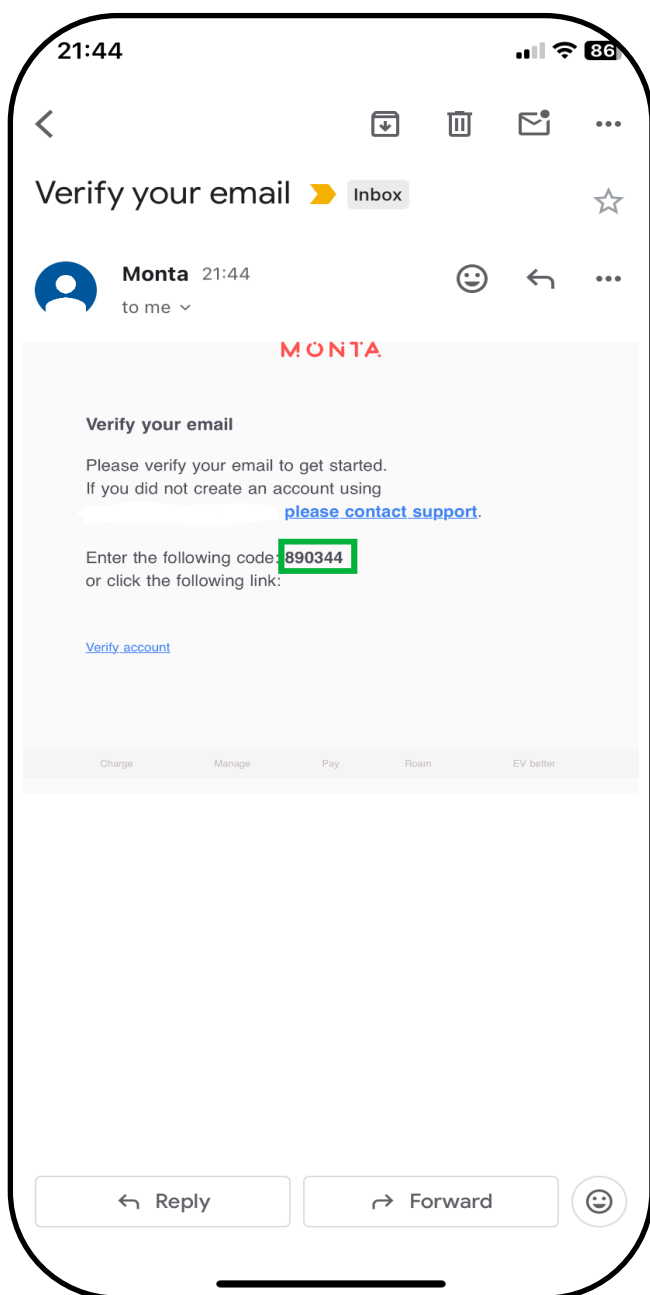 21:44
86
Verify your email
Inbox
Monta 21:44
to me
MONTA
Verify your email
Please verify your email to get started.
If you did not create an account using
please contact support.
Enter the following code: 890344
or click the following link:
Verify account
Charge Manage Pay Roam EV better
Reply Forward